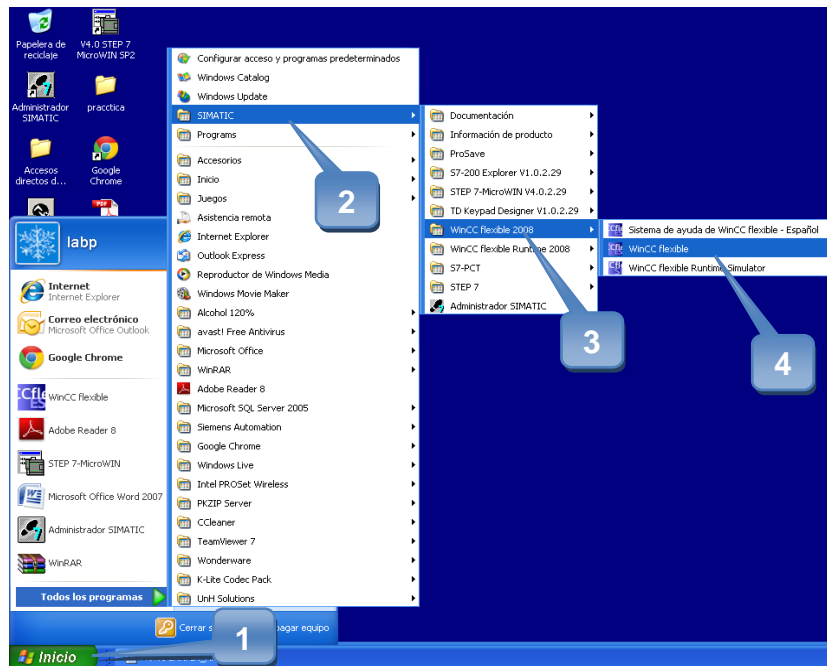 Papelera de
reciclaje
V4.0 STEP 7
MicroWIN SP2
Administrador
SIMATIC
pracctica
Accesos
directos d...
Google
Chrome
labp
Internet
Internet Explorer
Correo electrónico
Microsoft Office Outlook
Google Chrome
WinCC flexible
Adobe Reader 8
STEP 7-MicroWIN
Microsoft Office Word 2007
Administrador SIMATIC
WinRAR
Todos los programas
Cerrar s
pagar equipo
Inicio
1
Configurar acceso y programas predeterminados
Windows Catalog
Windows Update
SIMATIC
Programs
Accesorios
Inicio
Juegos
Asistencia remota
Internet Explorer
Outlook Express
Reproductor de Windows Media
Windows Movie Maker
Alcohol 120%
avast! Free Antivirus
Microsoft Office
WinRAR
Adobe Reader 8
Microsoft SQL Server 2005
Siemens Automation
Google Chrome
Windows Live
Intel PROSet Wireless
PKZIP Server
CCleaner
TeamViewer 7
Wonderware
K-Lite Codec Pack
UnH Solutions
2
Documentación
Información de producto
ProSave
S7-200 Explorer V1.0.2.29
STEP 7-MicroWIN V4.0.2.29
TD Keypad Designer V1.0.2.29
WinCC flexible 2008
WinCC flexible Runtime 2008
S7-PCT
STEP 7
Administrador SIMATIC
3
Sistema de ayuda de WinCC flexible - Español
WinCC flexible
WinCC flexible Runtime Simulator
4